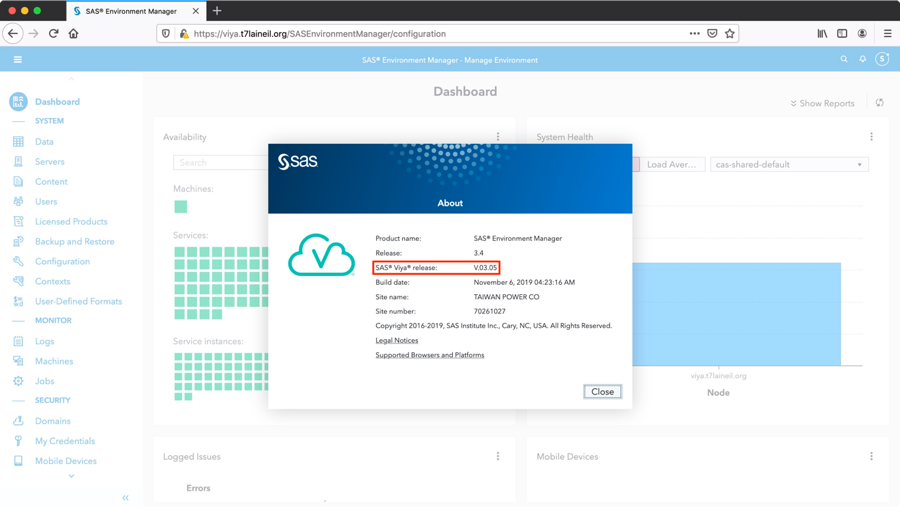 SAS® Environment Manager
https://viya.t7laineil.org/SASEnvironmentManager/configuration
SAS® Environment Manager - Manage Environment
S
Dashboard
Show Reports
Dashboard
SYSTEM
Data
Servers
Content
Users
Licensed Products
Backup and Restore
Configuration
Contexts
User-Defined Formats
MONITOR
Logs
Machines
Jobs
SECURITY
Domains
My Credentials
Mobile Devices
Availability
Search
Machines:
Services:
Service instances:
System Health
Load Aver...
cas-shared-default
viya.t7laineil.org
Node
Logged Issues
Errors
Mobile Devices
sas
About
Product name: SAS® Environment Manager
Release: 3.4
SAS® Viya® release: V.03.05
Build date: November 6, 2019 04:23:16 AM
Site name: TAIWAN POWER CO
Site number: 70261027
Copyright 2016-2019, SAS Institute Inc., Cary, NC, USA. All Rights Reserved.
Legal Notices
Supported Browsers and Platforms
Close